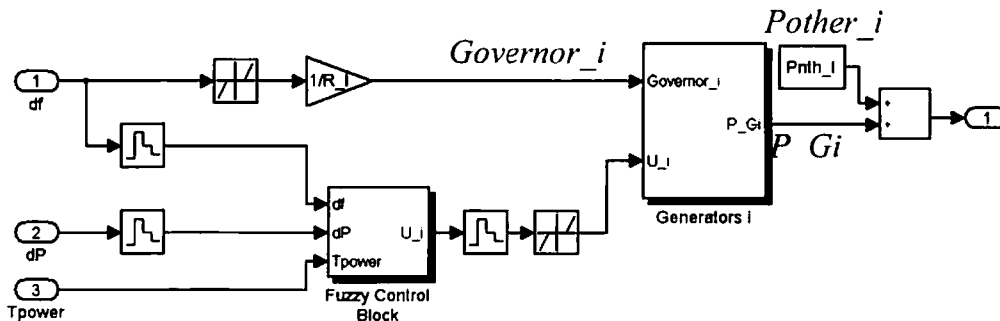 Pother_i
Governor_i
1
df
1/R_I
Governor_i
Pnth_I
P_Gi
1
P Gi
U_i
Generators i
df
2
dP
dP
U_i
3
Tpower
Tpower
Fuzzy Control
Block